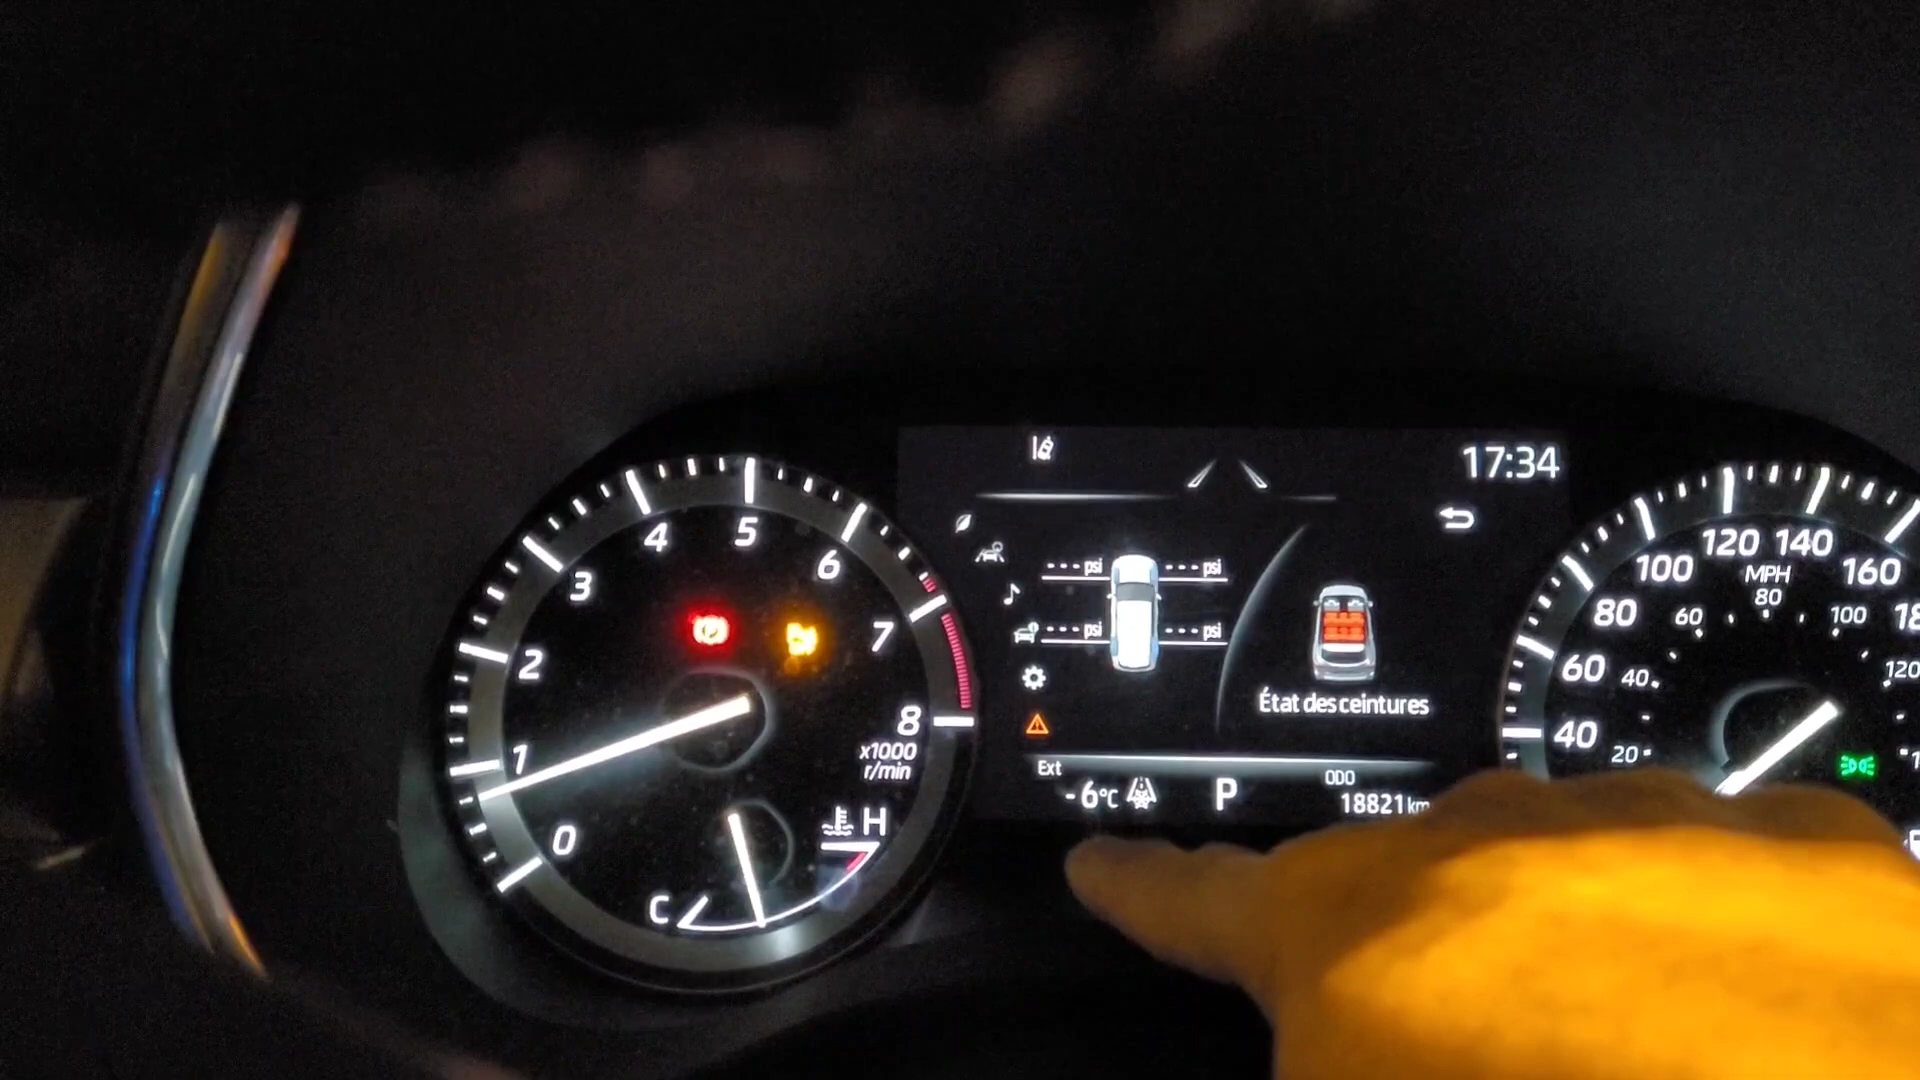 17:34
4 5 6
3
7
2
8
1
x1000
r/min
0
H
C
--- psi
--- psi
--- psi
--- psi
État des ceintures
Ext
-6°C
P
ODO
18821 km
120 140
100
160
MPH
80
80
60
100
60
40
120
40
20